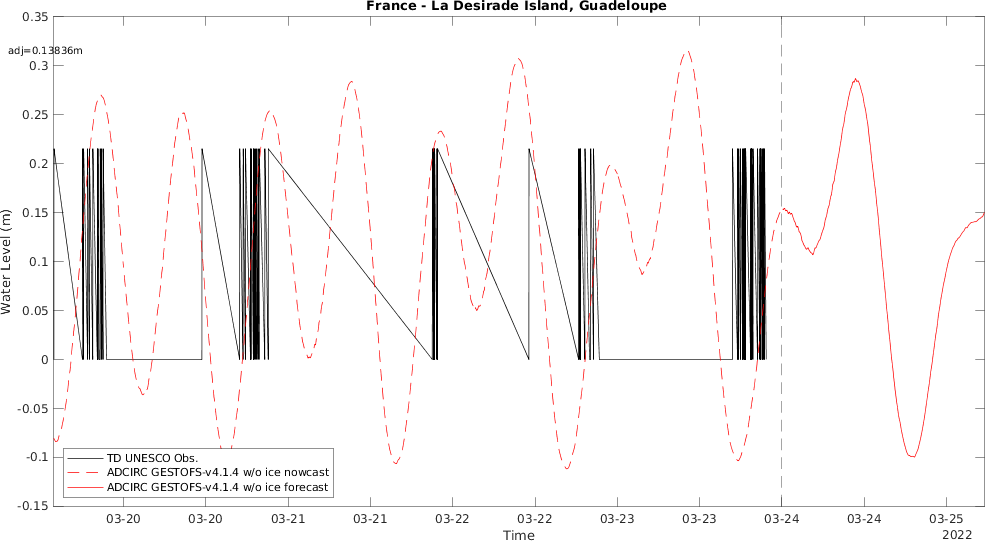 France - La Desirade Island, Guadeloupe
adj=0.13836m
0.35
0.3
0.25
0.2
0.15
0.1
0.05
0
-0.05
-0.1
-0.15
Water Level (m)
TD UNESCO Obs.
ADCIRC GESTOFS-v4.1.4 w/o ice nowcast
ADCIRC GESTOFS-v4.1.4 w/o ice forecast
03-20 03-20 03-21 03-21 03-22 03-22 03-23 03-23 03-24 03-24 03-25
Time
2022